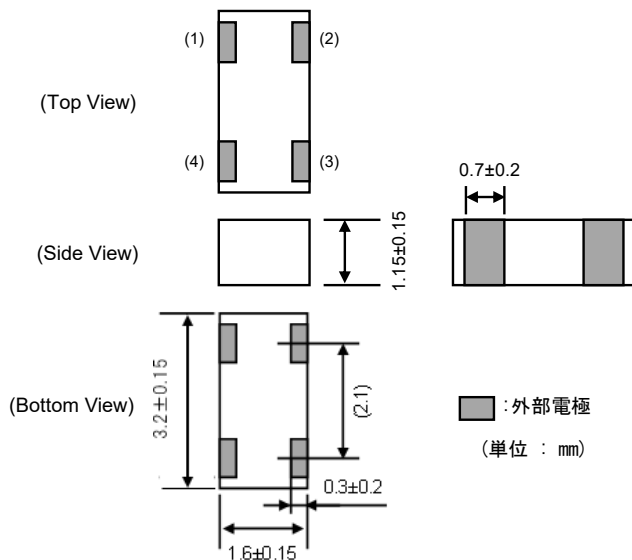 (1)
(2)
(Top View)
(4)
(3)
0.7±0.2
(Side View)
1.15±0.15
(Bottom View)
3.2±0.15
(2.1)
:外部電極
(単位 : ㎜)
0.3±0.2
1.6±0.15